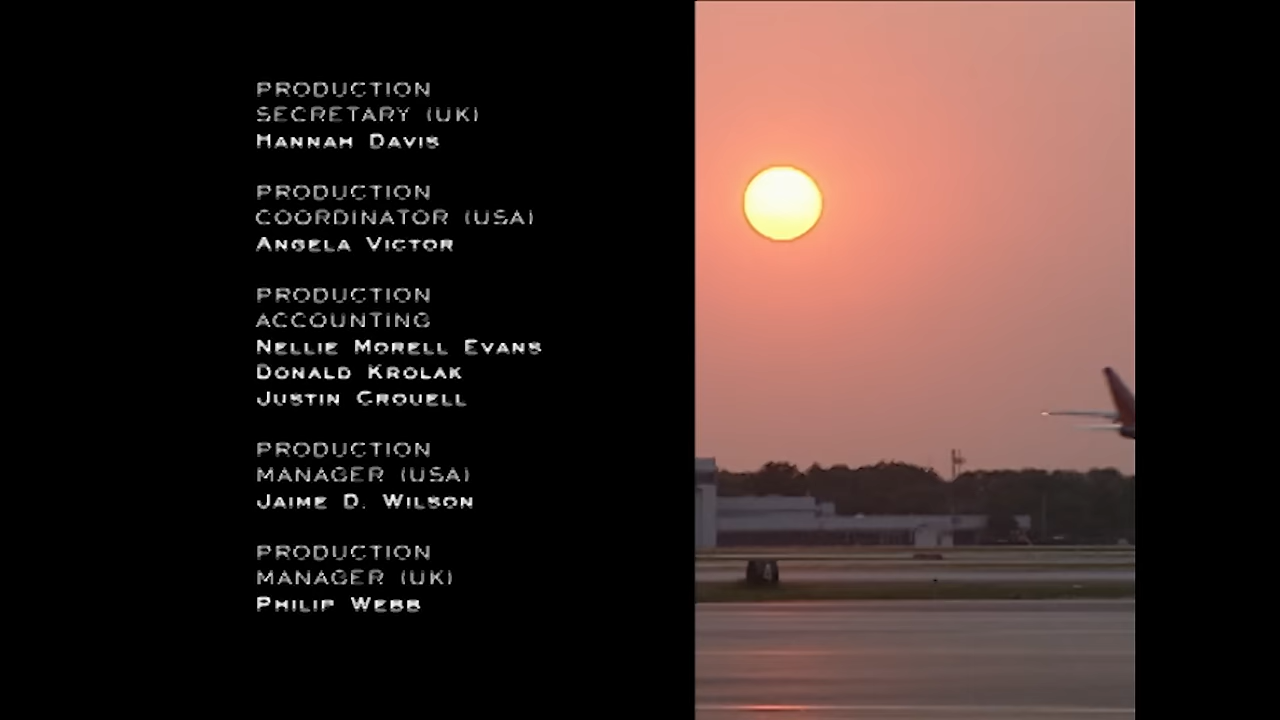 PRODUCTION
SECRETARY (UK)
HANNAH DAVIS
PRODUCTION
COORDINATOR (USA)
ANGELA VICTOR
PRODUCTION
ACCOUNTING
NELLIE MORELL EVANS
DONALD KROLAK
JUSTIN CROUELL
PRODUCTION
MANAGER (USA)
JAIME D. WILSON
PRODUCTION
MANAGER (UK)
PHILIP WEBB